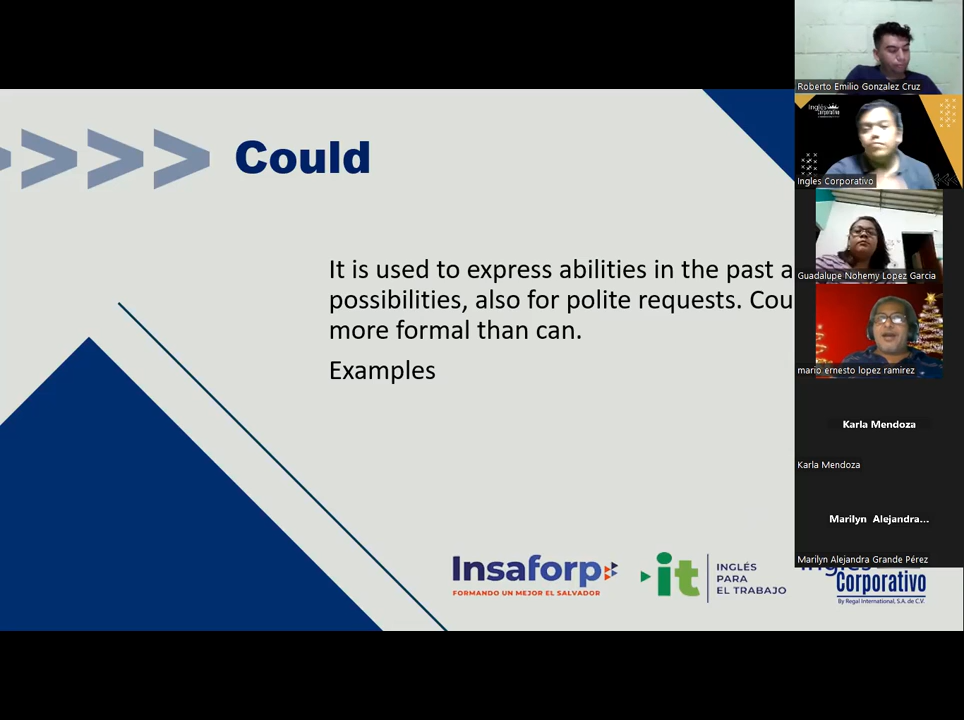 Could
It is used to express abilities in the past a
possibilities, also for polite requests. Cou
more formal than can.
Examples
Insaforp
FORMANDO UN MEJOR EL SALVADOR
it
INGLÉS
PARA
EL TRABAJO
Corporativo
By Regal International, S.A. de C.V.
Roberto Emilio Gonzalez Cruz
Inglés
Corporativo
Ingles Corporativo
Guadalupe Nohemy Lopez Garcia
mario ernesto lopez ramirez
Karla Mendoza
Karla Mendoza
Marilyn Alejandra...
Marilyn Alejandra Grande Pérez